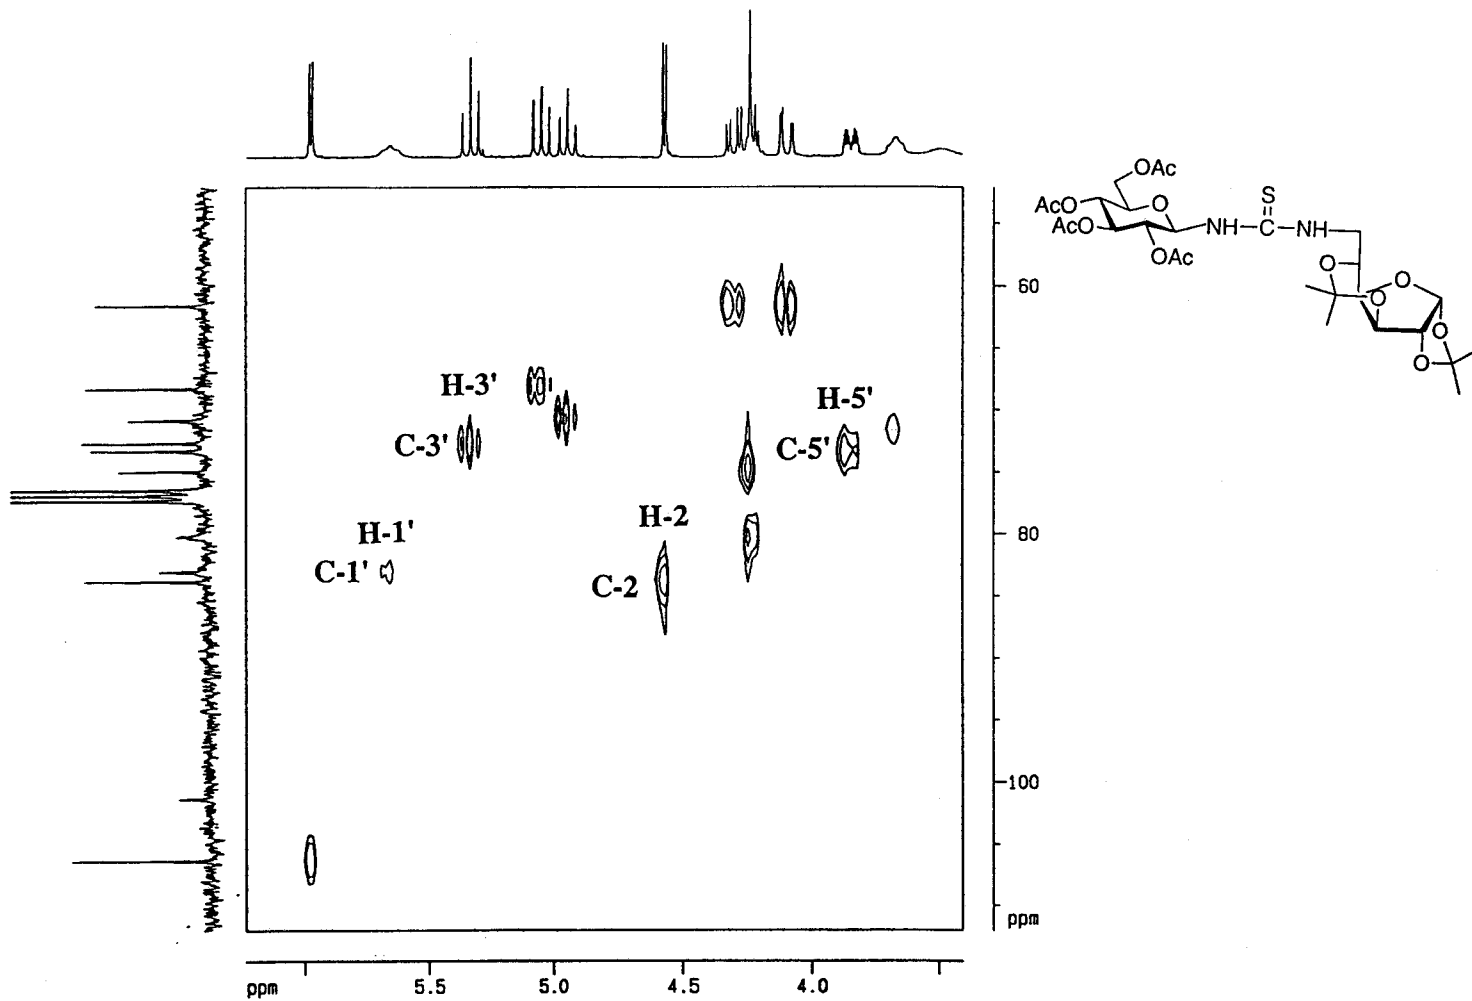 OAc
AcO
O
S
AcO
NH
C
NH
OAc
O
O
O
O
O
60
H-3'
H-5'
C-3'
C-5'
H-2
80
H-1'
C-1'
C-2
100
ppm
ppm
5.5
5.0
4.5
4.0